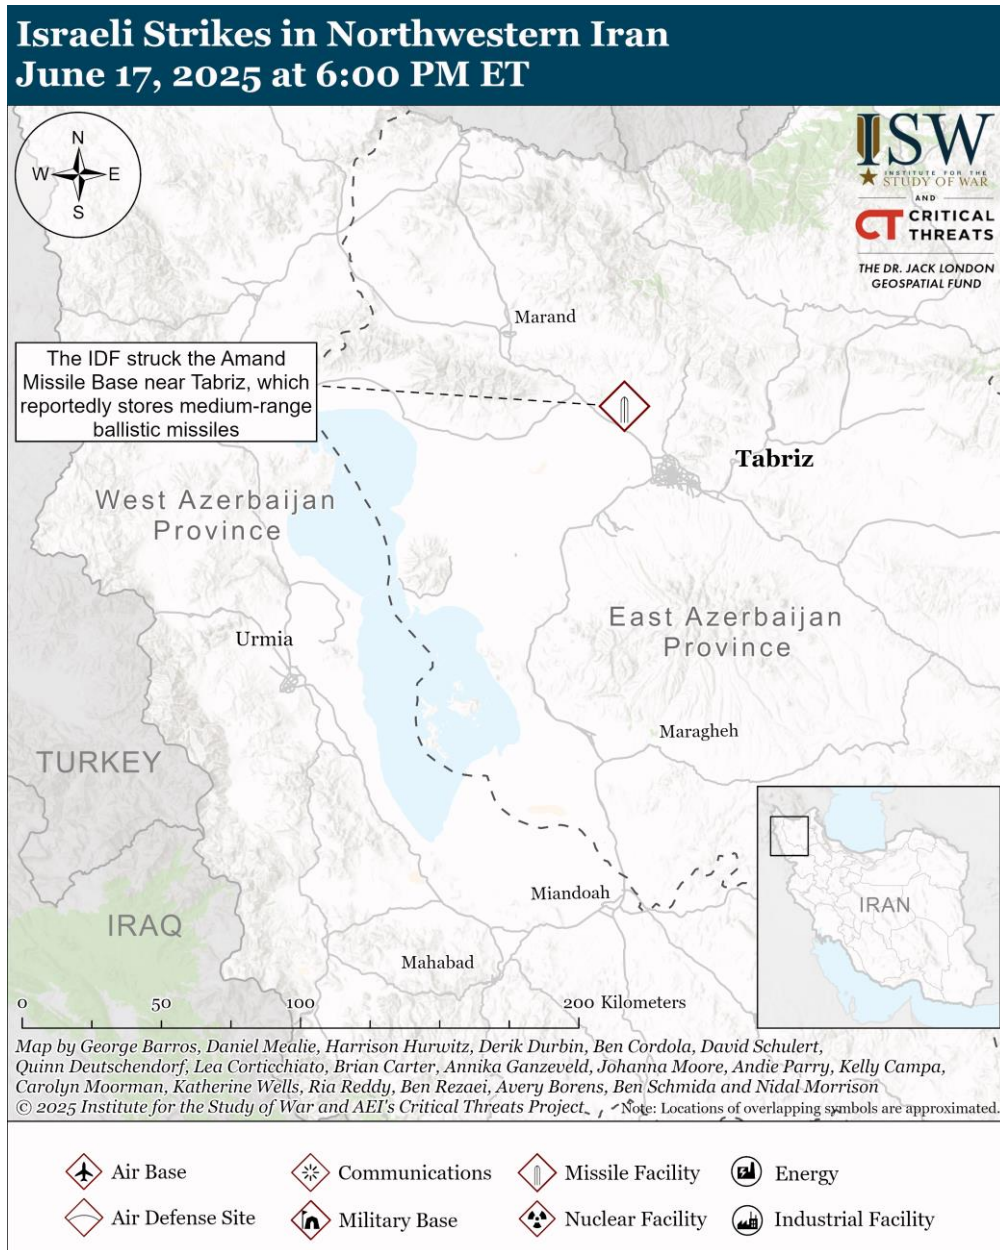 Israeli Strikes in Northwestern Iran
June 17, 2025 at 6:00 PM ET
N
W
E
S
ISW
INSTITUTE FOR THE
STUDY OF WAR
AND
CT CRITICAL
THREATS
THE DR. JACK LONDON
GEOSPATIAL FUND
Marand
The IDF struck the Amand
Missile Base near Tabriz, which
reportedly stores medium-range
ballistic missiles
Tabriz
West Azerbaijan
Province
East Azerbaijan
Province
Urmia
Maragheh
TURKEY
Miandoah
IRAQ
IRAN
Mahabad
0 50 100 200 Kilometers
Map by George Barros, Daniel Mealie, Harrison Hurwitz, Derik Durbin, Ben Cordola, David Schulert,
Quinn Deutschendorf, Lea Corticchiato, Brian Carter, Annika Ganzeveld, Johanna Moore, Andie Parry, Kelly Campa,
Carolyn Moorman, Katherine Wells, Ria Reddy, Ben Rezaei, Avery Borens, Ben Schmida and Nidal Morrison
© 2025 Institute for the Study of War and AEI's Critical Threats Project
Note: Locations of overlapping symbols are approximated.
Air Base
Communications
Missile Facility
Energy
Air Defense Site
Military Base
Nuclear Facility
Industrial Facility